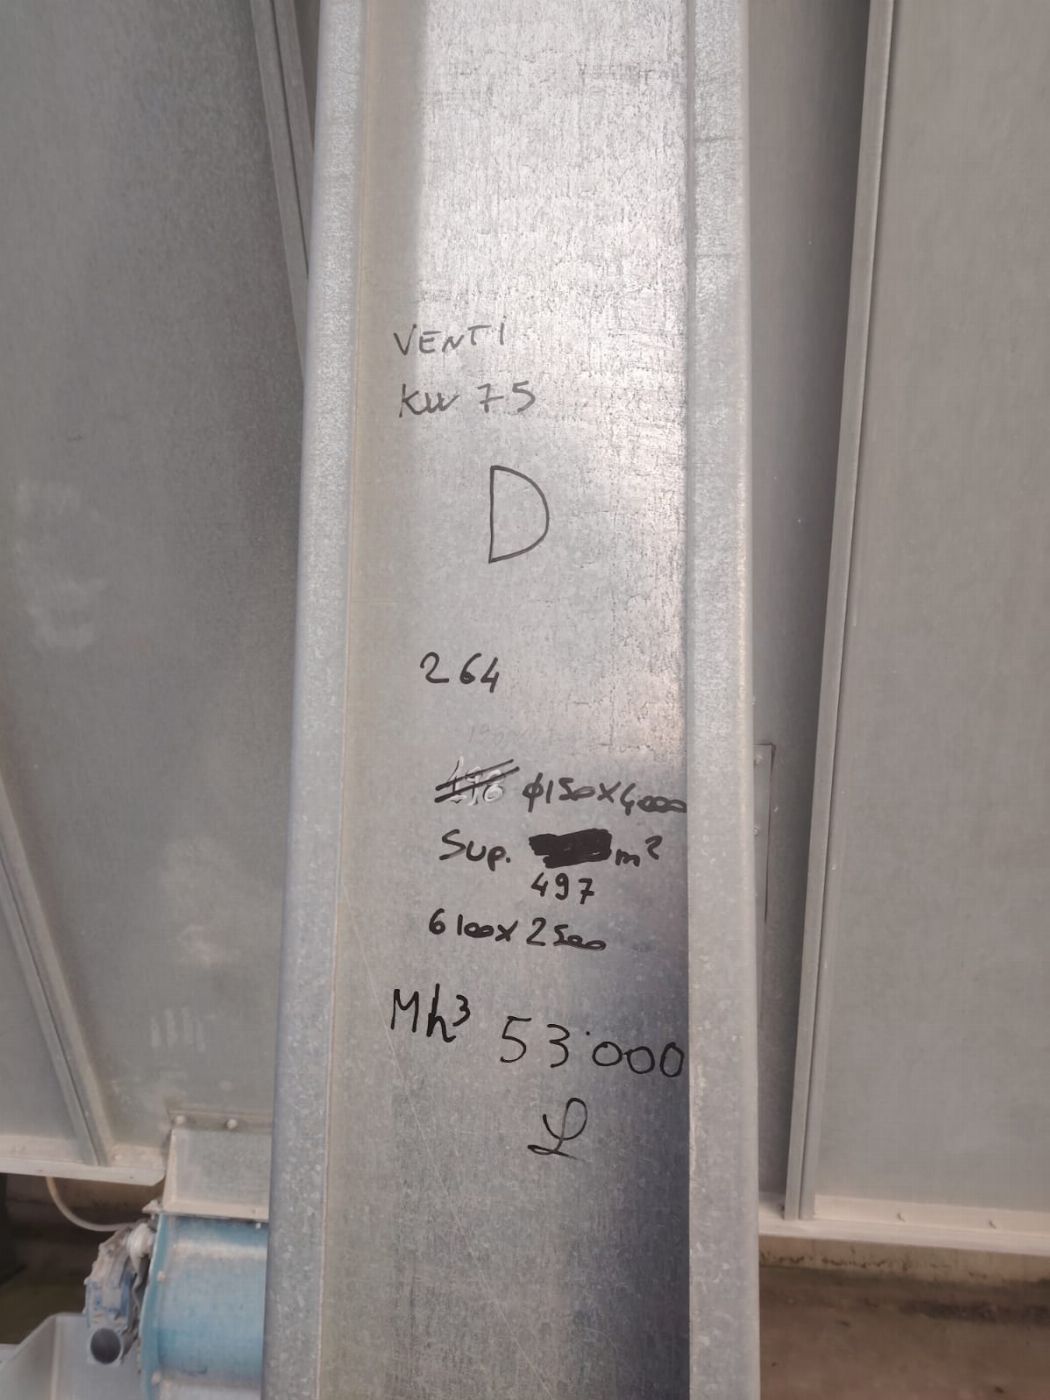 VENTI
KW 75
D
264
φ150x4000
Sup. m²
497
6100x2500
Mh³ 53'000